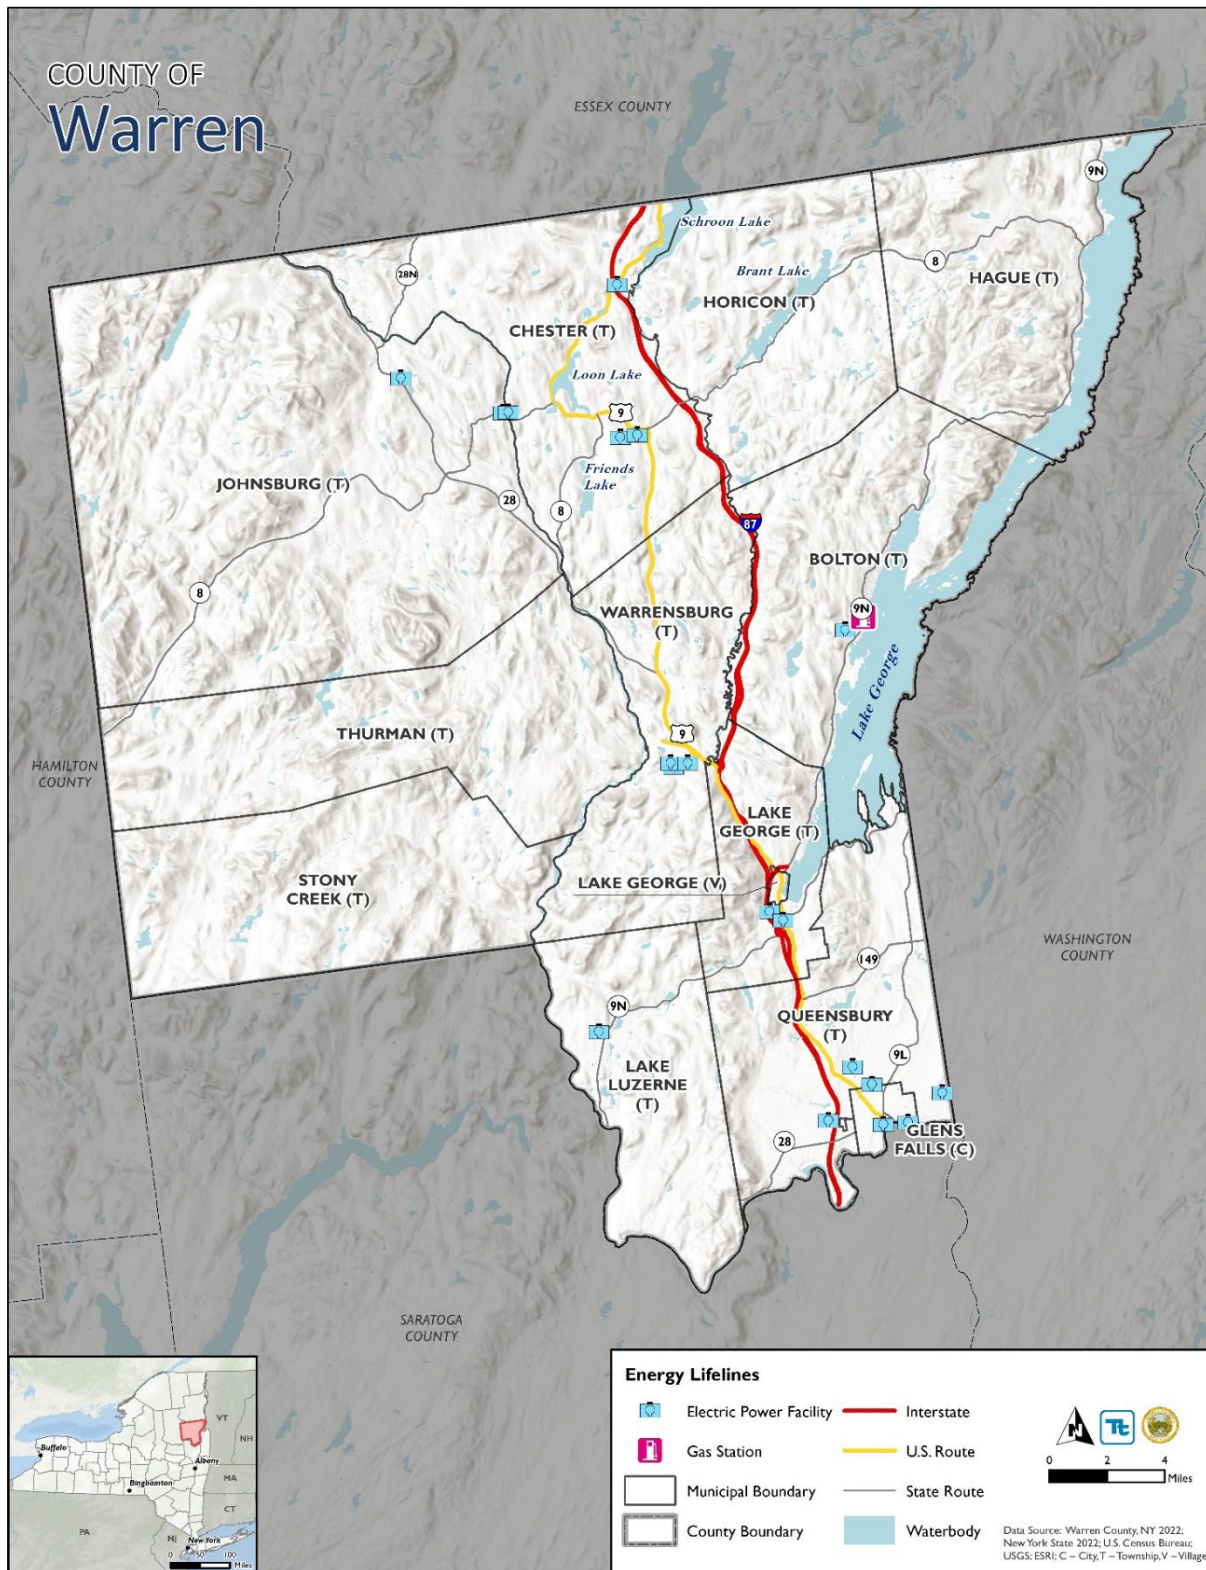 COUNTY OF
Warren
ESSEX COUNTY
9N
Schroon Lake
8
28N
Brant Lake
HAGUE (T)
HORICON (T)
CHESTER (T)
Loon Lake
9
Friends
Lake
JOHNSBURG (T)
28
8
87
BOLTON (T)
8
9N
WARRENSBURG
(T)
Lake George
THURMAN (T)
9
HAMILTON
COUNTY
LAKE
GEORGE (T)
STONY
CREEK (T)
LAKE GEORGE (V)
WASHINGTON
COUNTY
149
9N
QUEENSBURY
(T)
9L
LAKE
LUZERNE
(T)
GLENS
FALLS (C)
28
SARATOGA
COUNTY
Buffalo
Binghamton
Albany
New York
VT
NH
MA
CT
NJ
PA
0 50 100
Miles
Energy Lifelines
Electric Power Facility
Interstate
Gas Station
U.S. Route
Municipal Boundary
State Route
County Boundary
Waterbody
N
Tt
0 2 4
Miles
Data Source: Warren County, NY 2022;
New York State 2022; U.S. Census Bureau;
USGS; ESRI; C – City, T – Township, V – Village